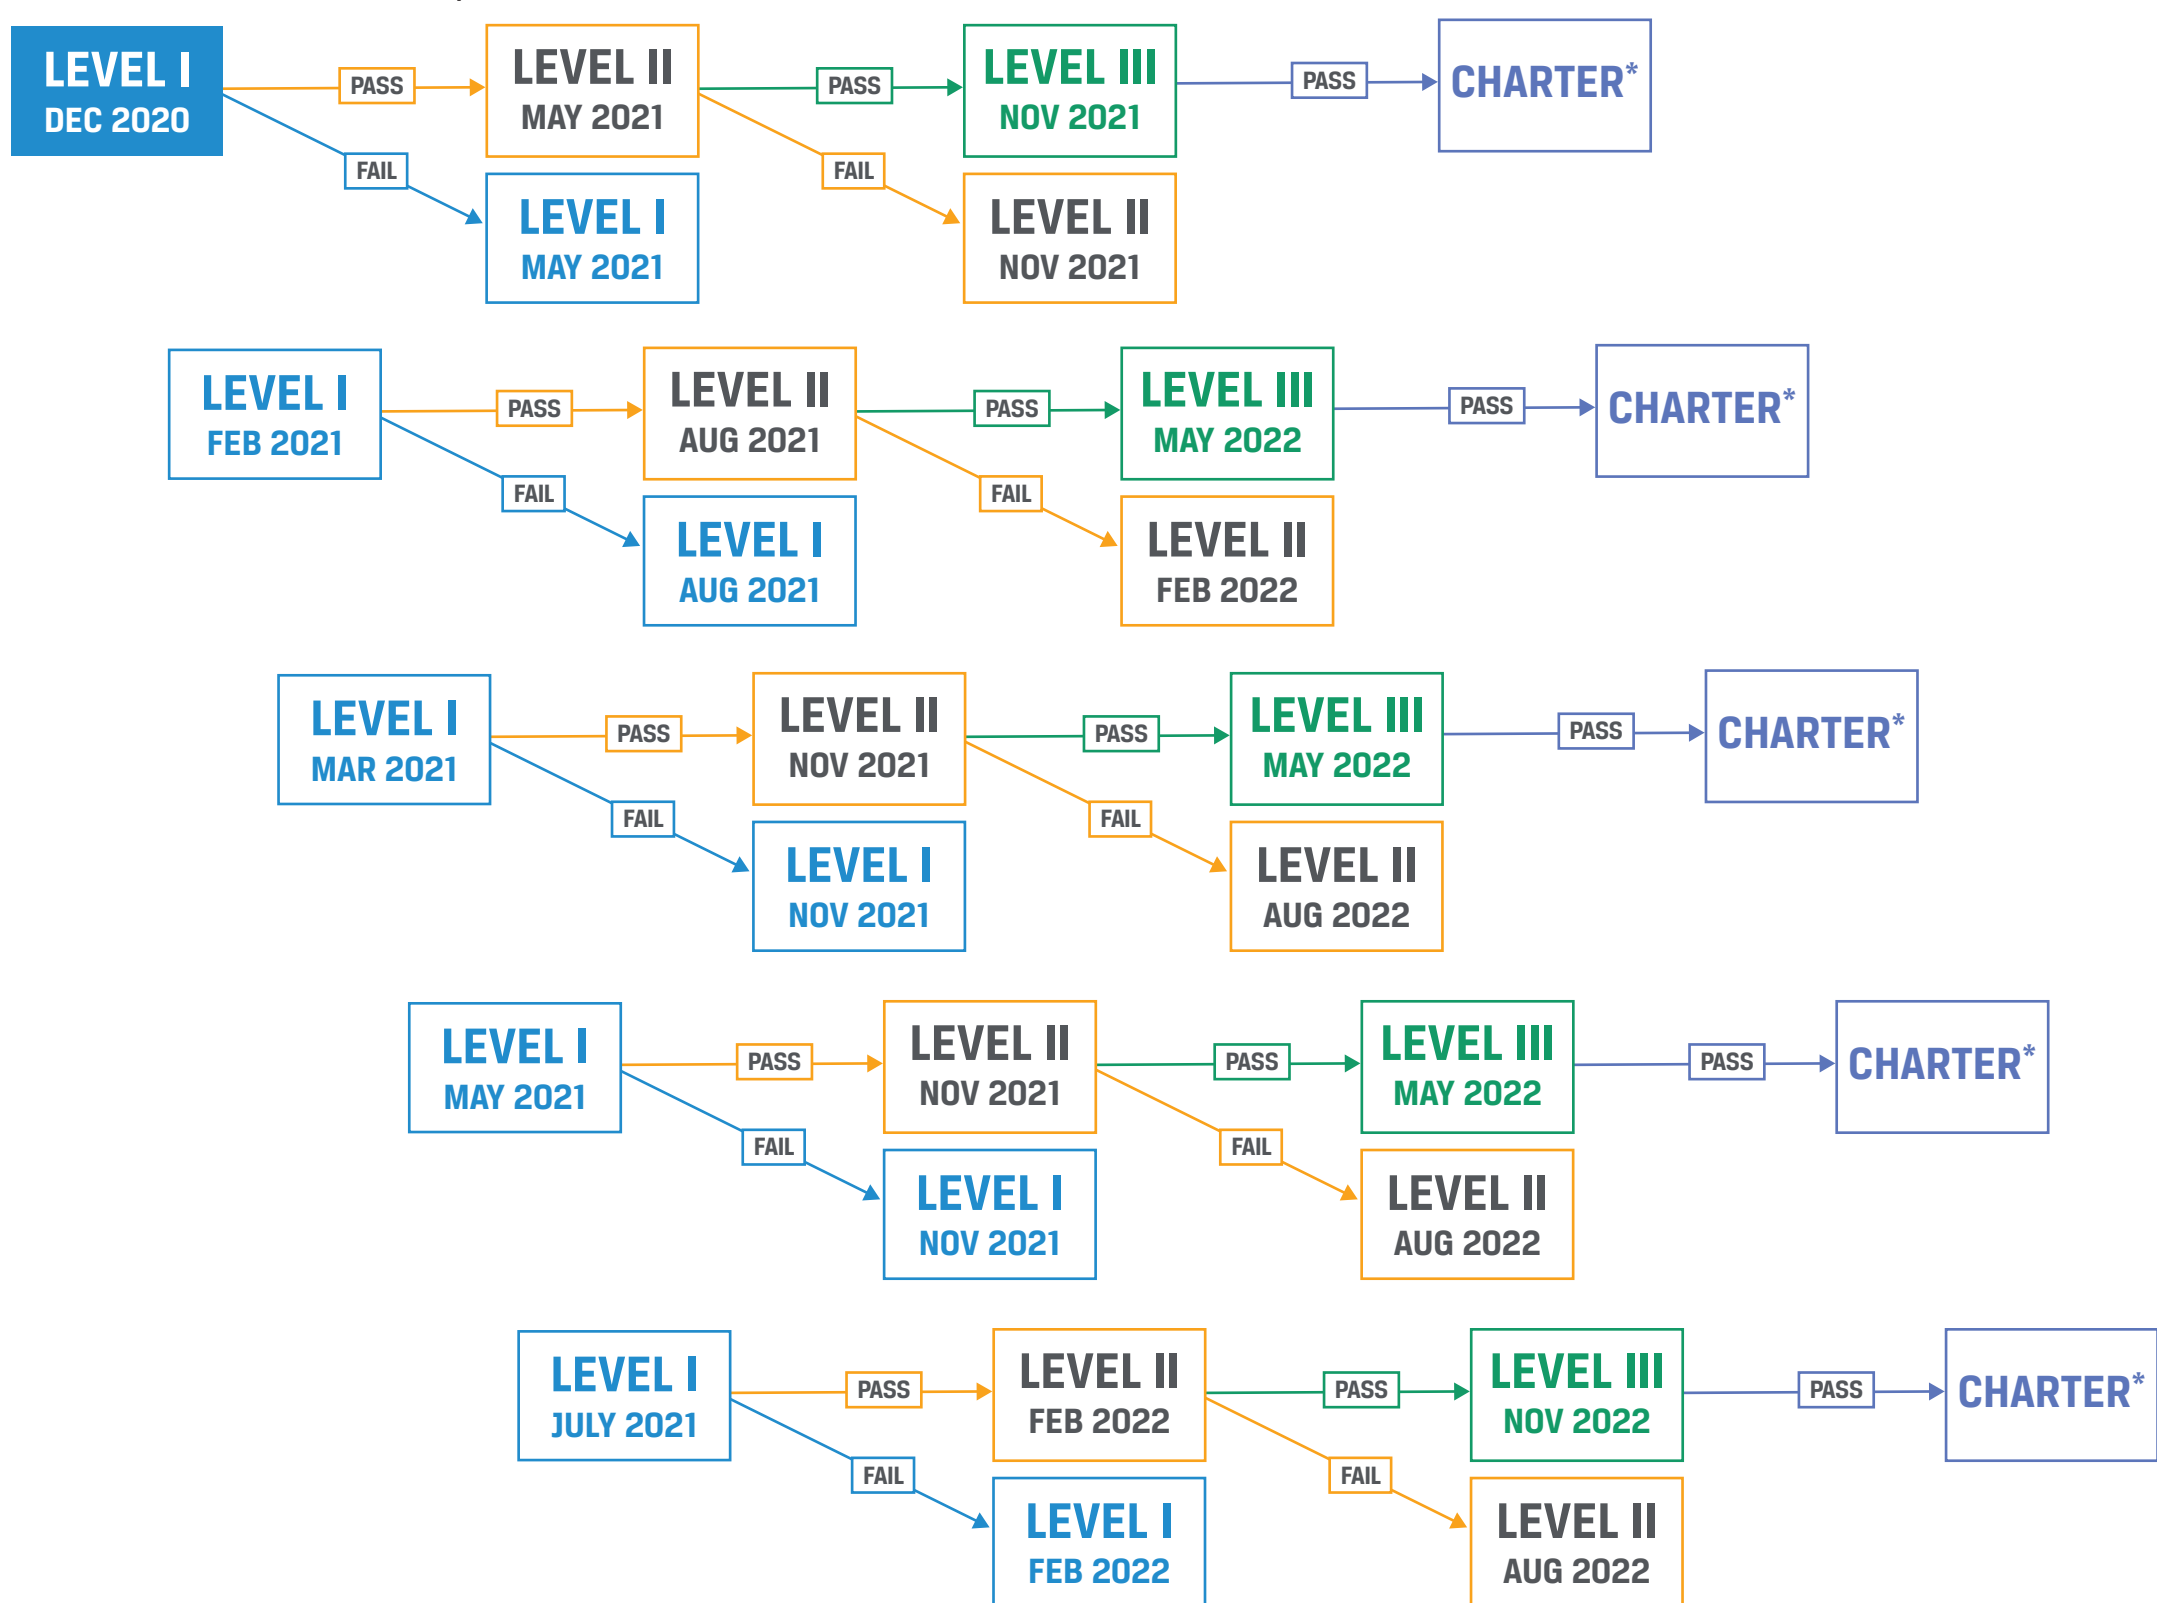 LEVEL I
DEC 2020
PASS
FAIL
LEVEL II
MAY 2021
LEVEL I
MAY 2021
PASS
FAIL
LEVEL III
NOV 2021
LEVEL II
NOV 2021
PASS
CHARTER*
LEVEL I
FEB 2021
PASS
FAIL
LEVEL II
AUG 2021
LEVEL I
AUG 2021
PASS
FAIL
LEVEL III
MAY 2022
LEVEL II
FEB 2022
PASS
CHARTER*
LEVEL I
MAR 2021
PASS
FAIL
LEVEL II
NOV 2021
LEVEL I
NOV 2021
PASS
FAIL
LEVEL III
MAY 2022
LEVEL II
AUG 2022
PASS
CHARTER*
LEVEL I
MAY 2021
PASS
FAIL
LEVEL II
NOV 2021
LEVEL I
NOV 2021
PASS
FAIL
LEVEL III
MAY 2022
LEVEL II
AUG 2022
PASS
CHARTER*
LEVEL I
JULY 2021
PASS
FAIL
LEVEL II
FEB 2022
LEVEL I
FEB 2022
PASS
FAIL
LEVEL III
NOV 2022
LEVEL II
AUG 2022
PASS
CHARTER*